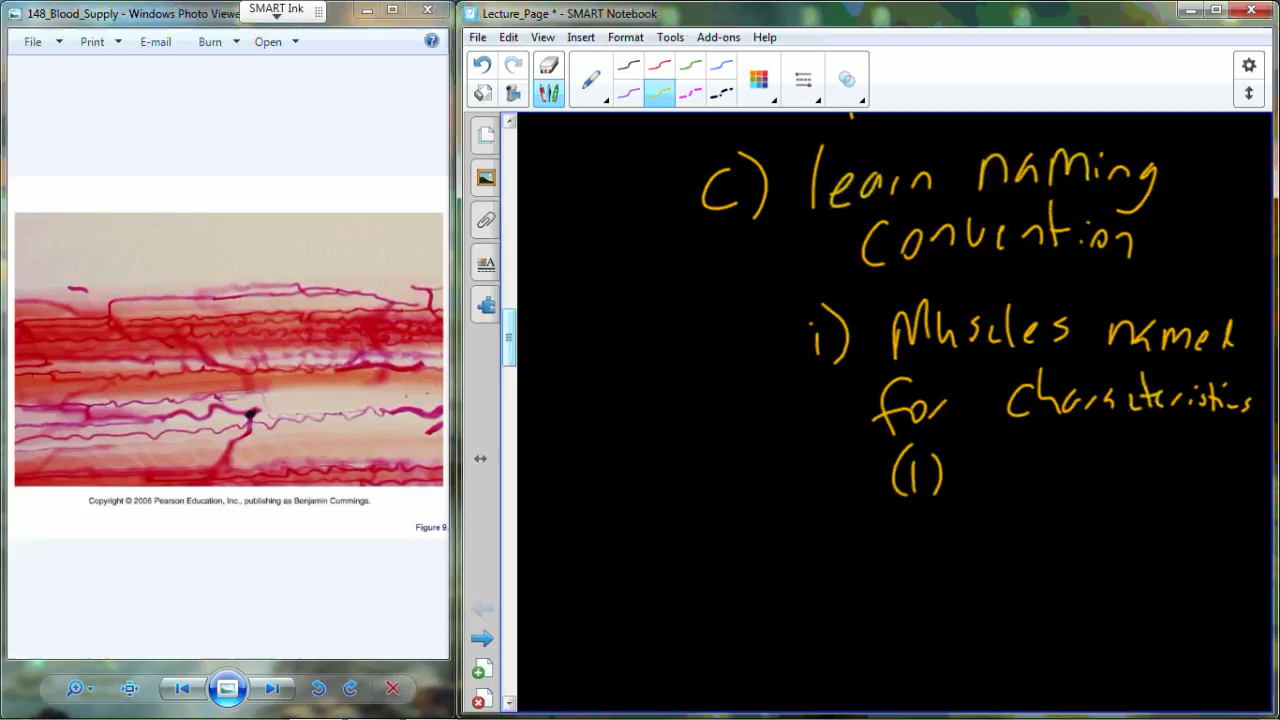 148_Blood_Supply - Windows Photo Viewe
SMART Ink
File Print E-mail Burn Open
Copyright © 2006 Pearson Education, Inc., publishing as Benjamin Cummings.
Figure 9.
Lecture_Page * - SMART Notebook
File Edit View Insert Format Tools Add-ons Help
c) learn naming
convention
i) Muscles named
for characteristics
(1)